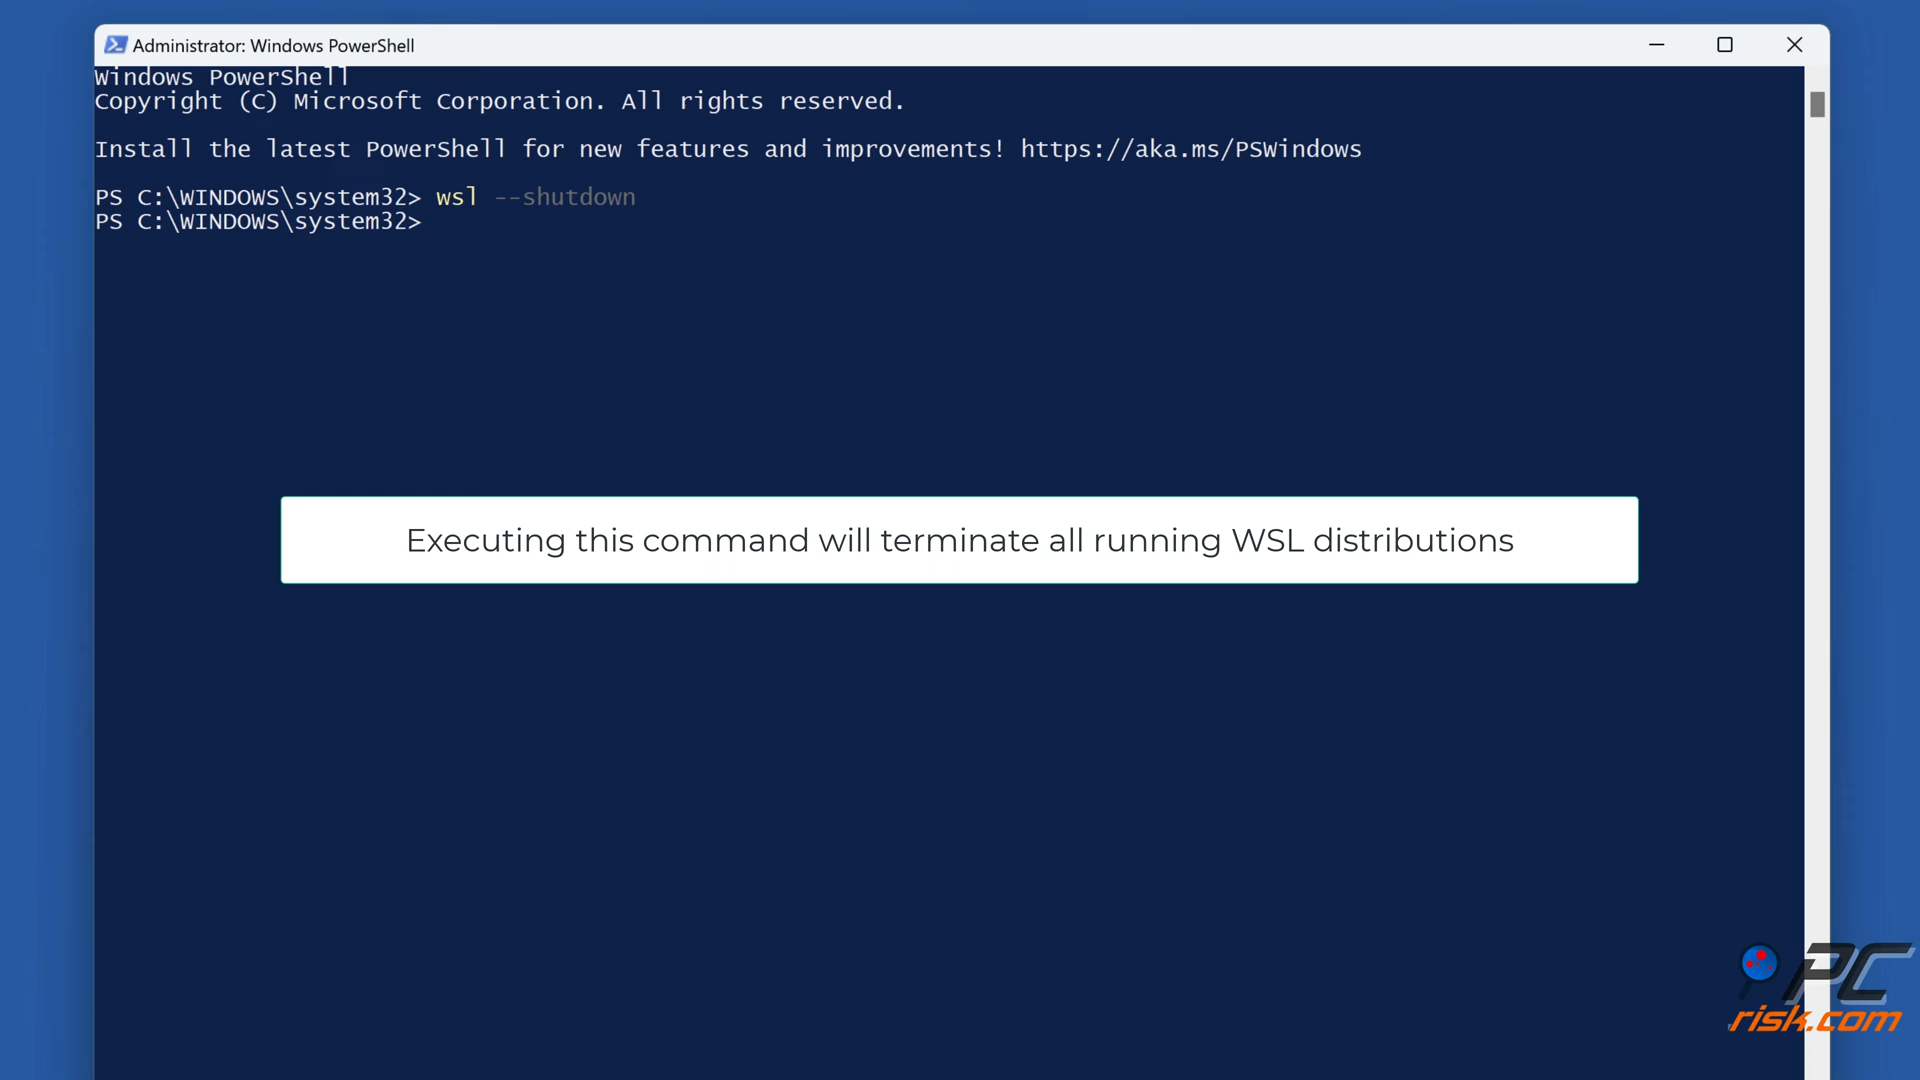 Administrator: Windows PowerShell
Windows PowerShell
Copyright (C) Microsoft Corporation. All rights reserved.
Install the latest PowerShell for new features and improvements! https://aka.ms/PSWindows
PS C:\WINDOWS\system32> wsl --shutdown
PS C:\WINDOWS\system32>
Executing this command will terminate all running WSL distributions
PC
risk.com